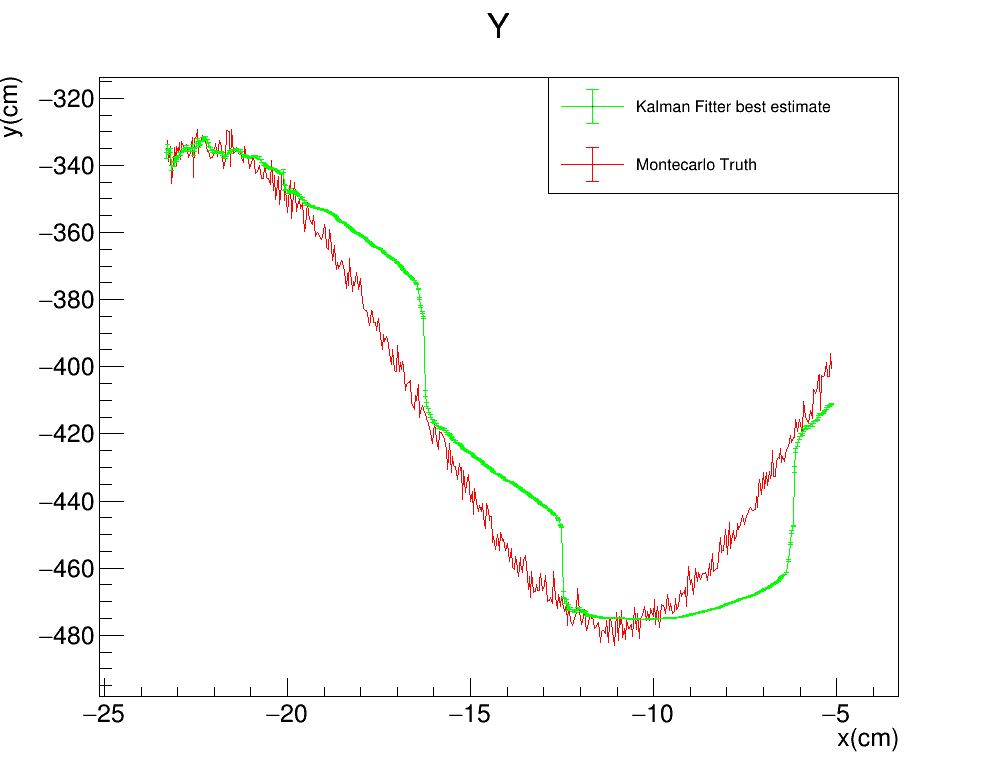 Y
y(cm)
−320
−340
−360
−380
−400
−420
−440
−460
−480
Kalman Fitter best estimate
Montecarlo Truth
−25 −20 −15 −10 −5
x(cm)